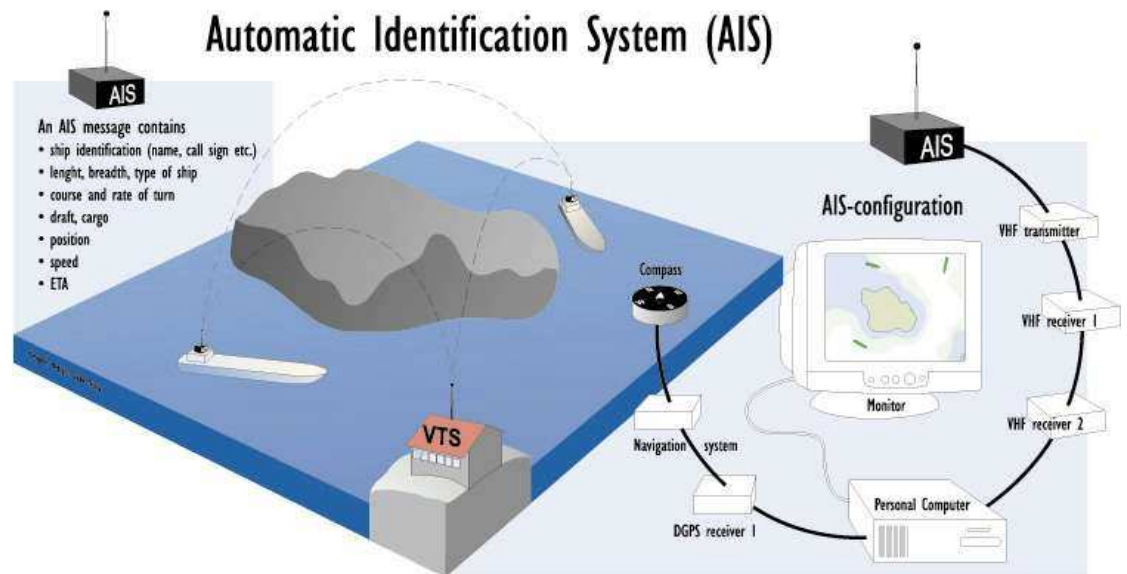 Automatic Identification System (AIS)
AIS
An AIS message contains
• ship identification (name, call sign etc.)
• lenght, breadth, type of ship
• course and rate of turn
• draft, cargo
• position
• speed
• ETA
VTS
AIS
AIS-configuration
VHF transmitter
Compass
VHF receiver 1
Monitor
VHF receiver 2
Navigation system
Personal Computer
DGPS receiver 1